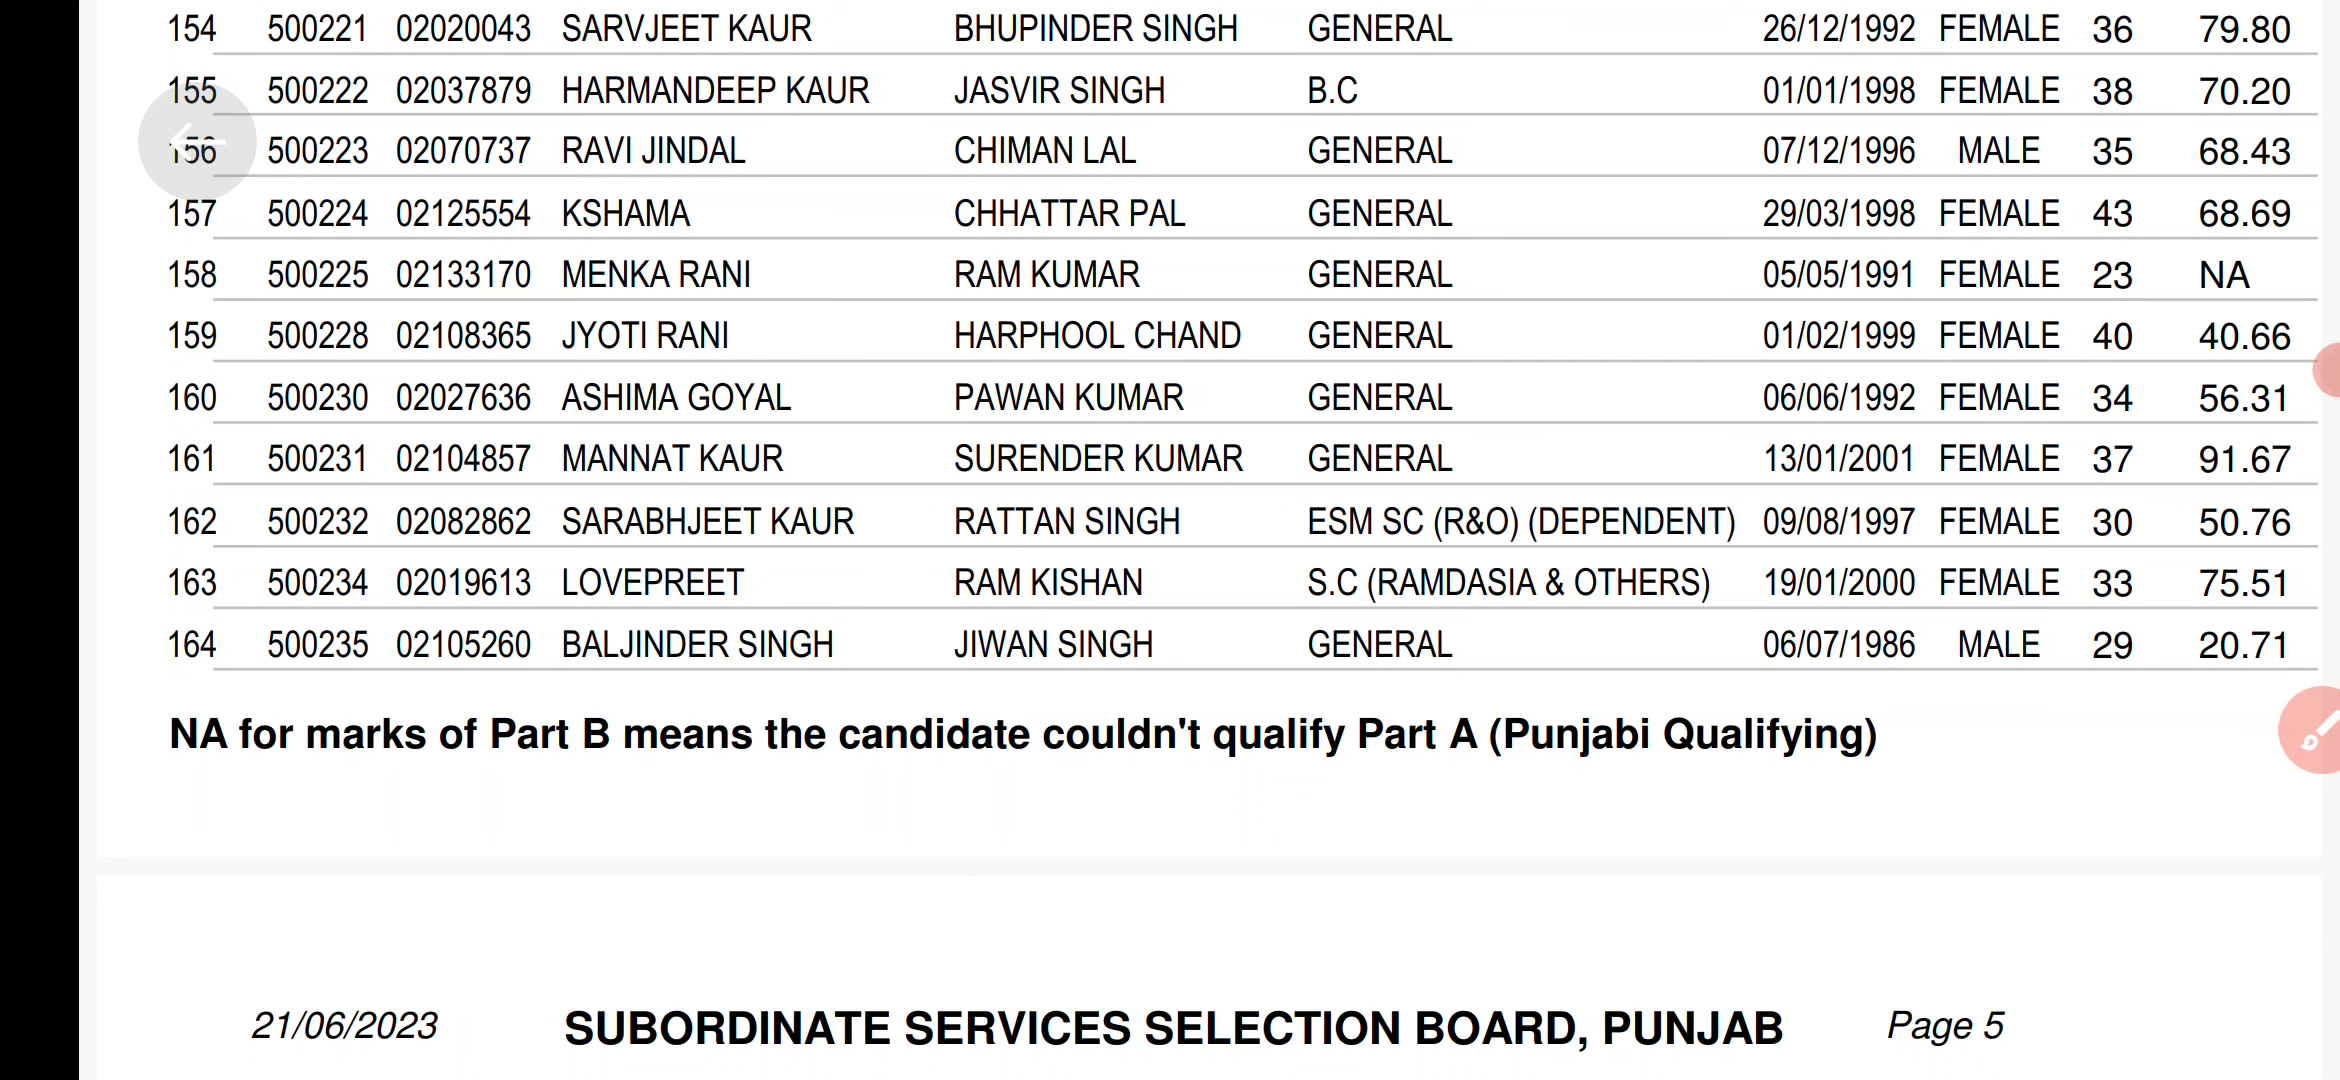 154 500221 02020043 SARVJEET KAUR BHUPINDER SINGH GENERAL 26/12/1992 FEMALE 36 79.80
155 500222 02037879 HARMANDEEP KAUR JASVIR SINGH B.C 01/01/1998 FEMALE 38 70.20
156 500223 02070737 RAVI JINDAL CHIMAN LAL GENERAL 07/12/1996 MALE 35 68.43
157 500224 02125554 KSHAMA CHHATTAR PAL GENERAL 29/03/1998 FEMALE 43 68.69
158 500225 02133170 MENKA RANI RAM KUMAR GENERAL 05/05/1991 FEMALE 23 NA
159 500228 02108365 JYOTI RANI HARPHOOL CHAND GENERAL 01/02/1999 FEMALE 40 40.66
160 500230 02027636 ASHIMA GOYAL PAWAN KUMAR GENERAL 06/06/1992 FEMALE 34 56.31
161 500231 02104857 MANNAT KAUR SURENDER KUMAR GENERAL 13/01/2001 FEMALE 37 91.67
162 500232 02082862 SARABHJEET KAUR RATTAN SINGH ESM SC (R&O) (DEPENDENT) 09/08/1997 FEMALE 30 50.76
163 500234 02019613 LOVEPREET RAM KISHAN S.C (RAMDASIA & OTHERS) 19/01/2000 FEMALE 33 75.51
164 500235 02105260 BALJINDER SINGH JIWAN SINGH GENERAL 06/07/1986 MALE 29 20.71
NA for marks of Part B means the candidate couldn't qualify Part A (Punjabi Qualifying)
21/06/2023 SUBORDINATE SERVICES SELECTION BOARD, PUNJAB Page 5